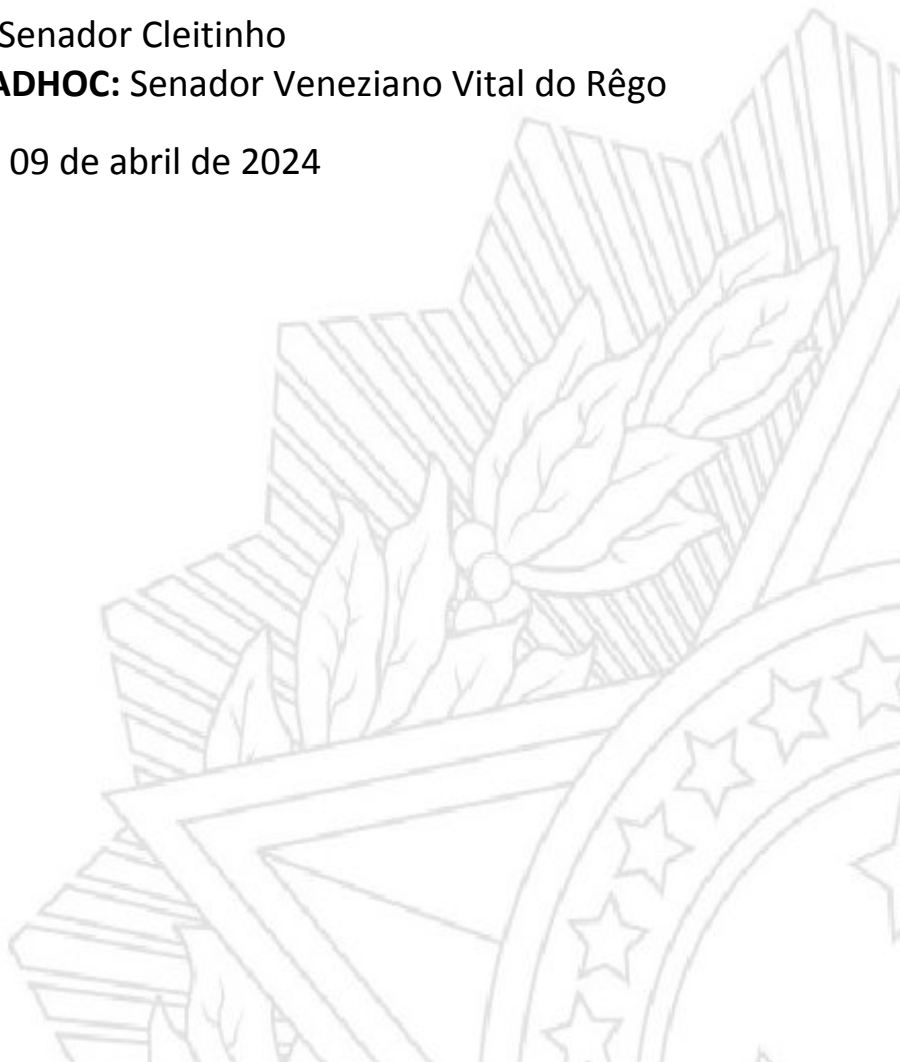 Senador Cleitinho
ADHOC: Senador Veneziano Vital do Rêgo
09 de abril de 2024